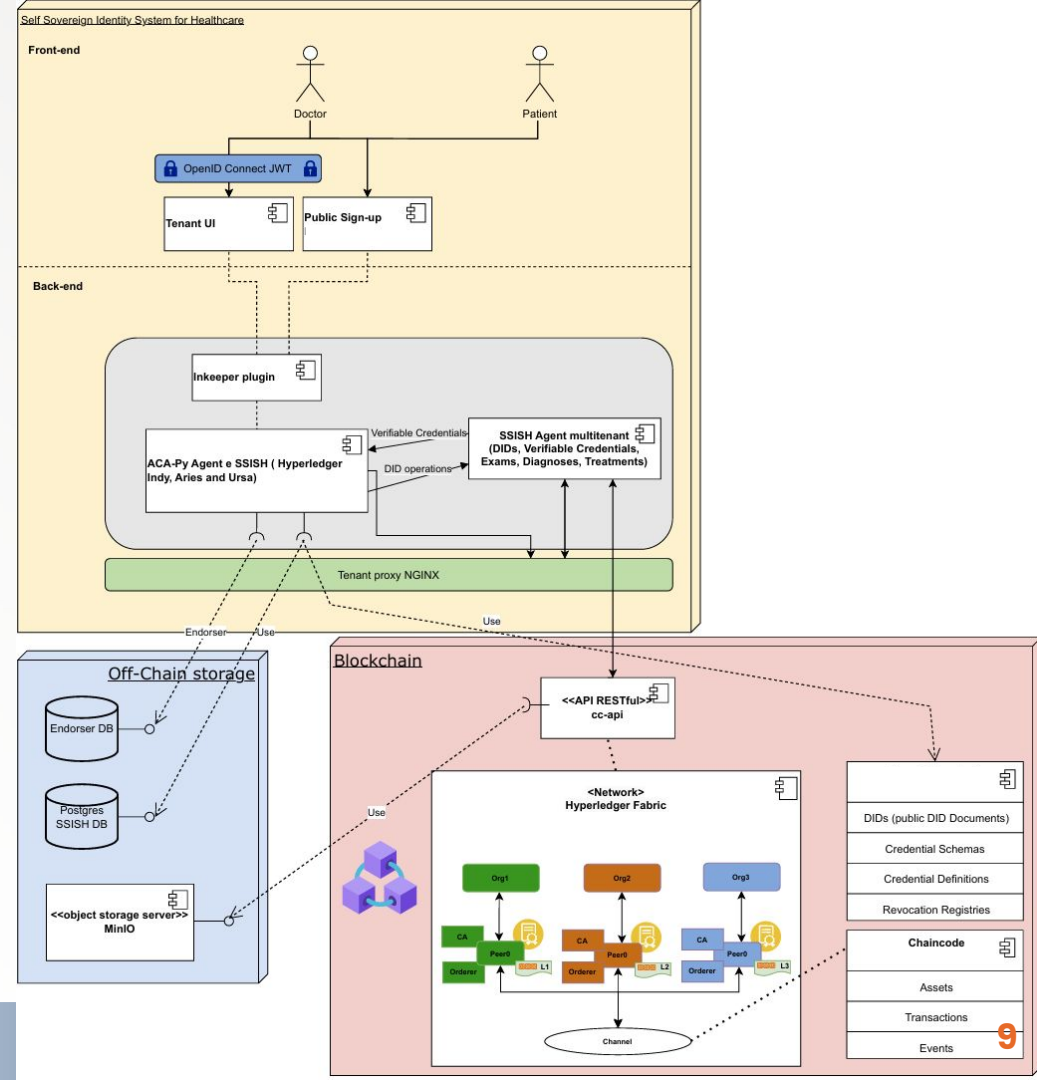 Self Sovereign Identity System for Healthcare
Front-end
Doctor
Patient
OpenID Connect JWT
Tenant UI
Public Sign-up
Back-end
Inkeeper plugin
Verifiable Credentials
DID operations
ACA-Py Agent e SSISH ( Hyperledger
Indy, Aries and Ursa)
SSISH Agent multitenant
(DIDs, Verifiable Credentials,
Exams, Diagnoses, Treatments)
Tenant proxy NGINX
Endorser
Use
Use
Off-Chain storage
Endorser DB
Postgres
SSISH DB
<<object storage server>>
MinIO
Use
Blockchain
<<API RESTful>>
cc-api
<Network>
Hyperledger Fabric
Org1
Org2
Org3
CA
Peer0
Orderer
L1
CA
Peer0
Orderer
L2
CA
Peer0
Orderer
L3
Channel
DIDs (public DID Documents)
Credential Schemas
Credential Definitions
Revocation Registries
Chaincode
Assets
Transactions
Events
9